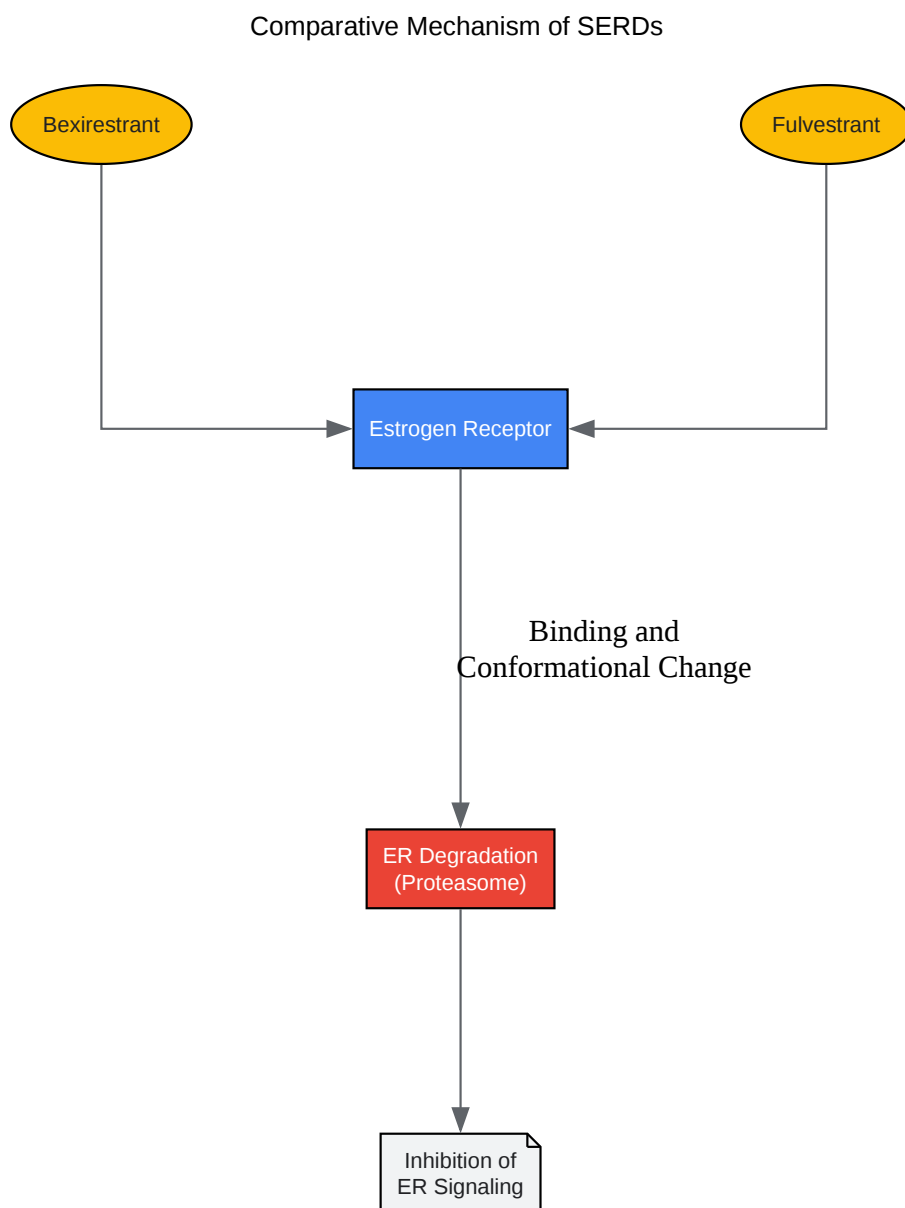 Comparative Mechanism of SERDs
Bexirestrant
Fulvestrant
Estrogen Receptor
Binding and
Conformational Change
ER Degradation
(Proteasome)
Inhibition of
ER Signaling